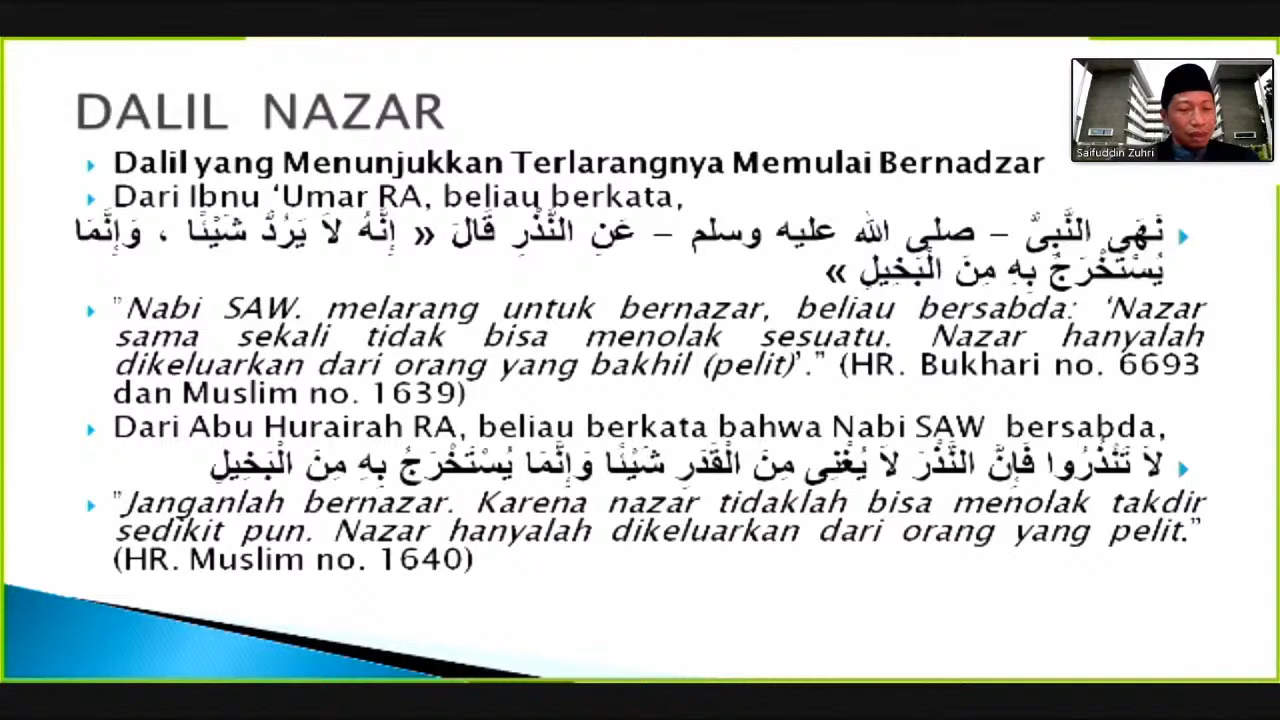 DALIL NAZAR
Saifuddin Zuhri
Dalil yang Menunjukkan Terlarangnya Memulai Bernadzar
Dari Ibnu ‘Umar RA, beliau berkata,
نَهَى النَّبِىُّ – صلى الله عليه وسلم – عَنِ النَّذْرِ قَالَ « إِنَّهُ لاَ يَرُدُّ شَيْئًا ، وَإِنَّمَا
يُسْتَخْرَجُ بِهِ مِنَ الْبَخِيلِ »
"Nabi SAW. melarang untuk bernazar, beliau bersabda: ‘Nazar
sama sekali tidak bisa menolak sesuatu. Nazar hanyalah
dikeluarkan dari orang yang bakhil (pelit)’.” (HR. Bukhari no. 6693
dan Muslim no. 1639)
Dari Abu Hurairah RA, beliau berkata bahwa Nabi SAW bersabda,
لاَ تَنْذُرُوا فَإِنَّ النَّذْرَ لاَ يُغْنِى مِنَ الْقَدَرِ شَيْئًا وَإِنَّمَا يُسْتَخْرَجُ بِهِ مِنَ الْبَخِيلِ
"Janganlah bernazar. Karena nazar tidaklah bisa menolak takdir
sedikit pun. Nazar hanyalah dikeluarkan dari orang yang pelit.”
(HR. Muslim no. 1640)